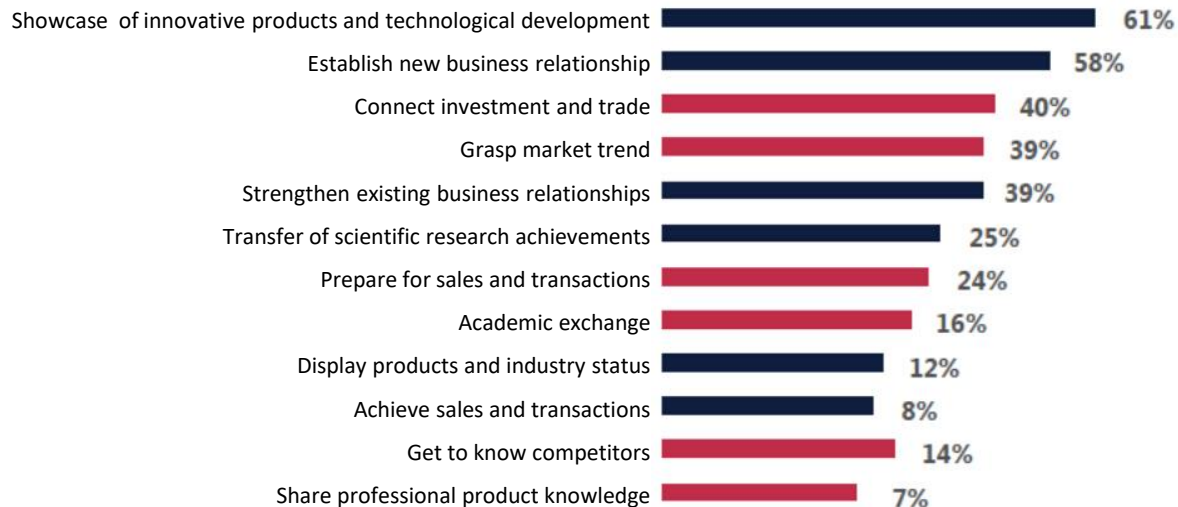 Showcase  of innovative products and technological development 61%
Establish new business relationship 58%
Connect investment and trade 40%
Grasp market trend 39%
Strengthen existing business relationships 39%
Transfer of scientific research achievements 25%
Prepare for sales and transactions 24%
Academic exchange 16%
Display products and industry status 12%
Achieve sales and transactions 8%
Get to know competitors 14%
Share professional product knowledge 7%